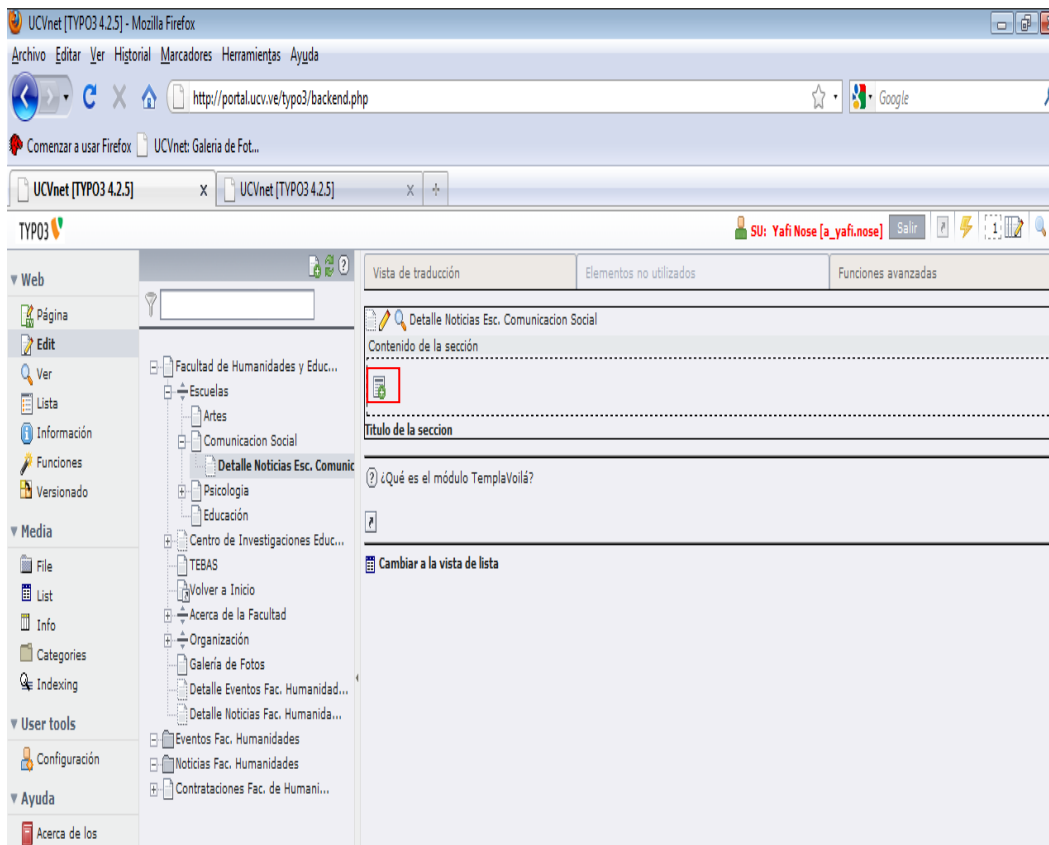 UCVnet [TYPO3 4.2.5] - Mozilla Firefox
Archivo Editar Ver Historial Marcadores Herramientas Ayuda
http://portal.ucv.ve/typo3/backend.php
Google
Comenzar a usar Firefox UCVnet: Galeria de Fot...
UCVnet [TYPO3 4.2.5] X UCVnet [TYPO3 4.2.5] X
TYPO3 SU: Yafi Nose [a_yafi.nose] Salir 1
Web
Página
Edit
Ver
Lista
Información
Funciones
Versionado
Media
File
List
Info
Categories
Indexing
User tools
Configuración
Ayuda
Acerca de los
Facultad de Humanidades y Educ...
Escuelas
Artes
Comunicacion Social
Detalle Noticias Esc. Comunic
Psicologia
Educación
Centro de Investigaciones Educ...
TEBAS
Volver a Inicio
Acerca de la Facultad
Organización
Galería de Fotos
Detalle Eventos Fac. Humanidad...
Detalle Noticias Fac. Humanida...
Eventos Fac. Humanidades
Noticias Fac. Humanidades
Contrataciones Fac. de Humani...
Vista de traducción Elementos no utilizados Funciones avanzadas
Detalle Noticias Esc. Comunicacion Social
Contenido de la sección
Titulo de la seccion
¿Qué es el módulo TemplaVoilá?
Cambiar a la vista de lista